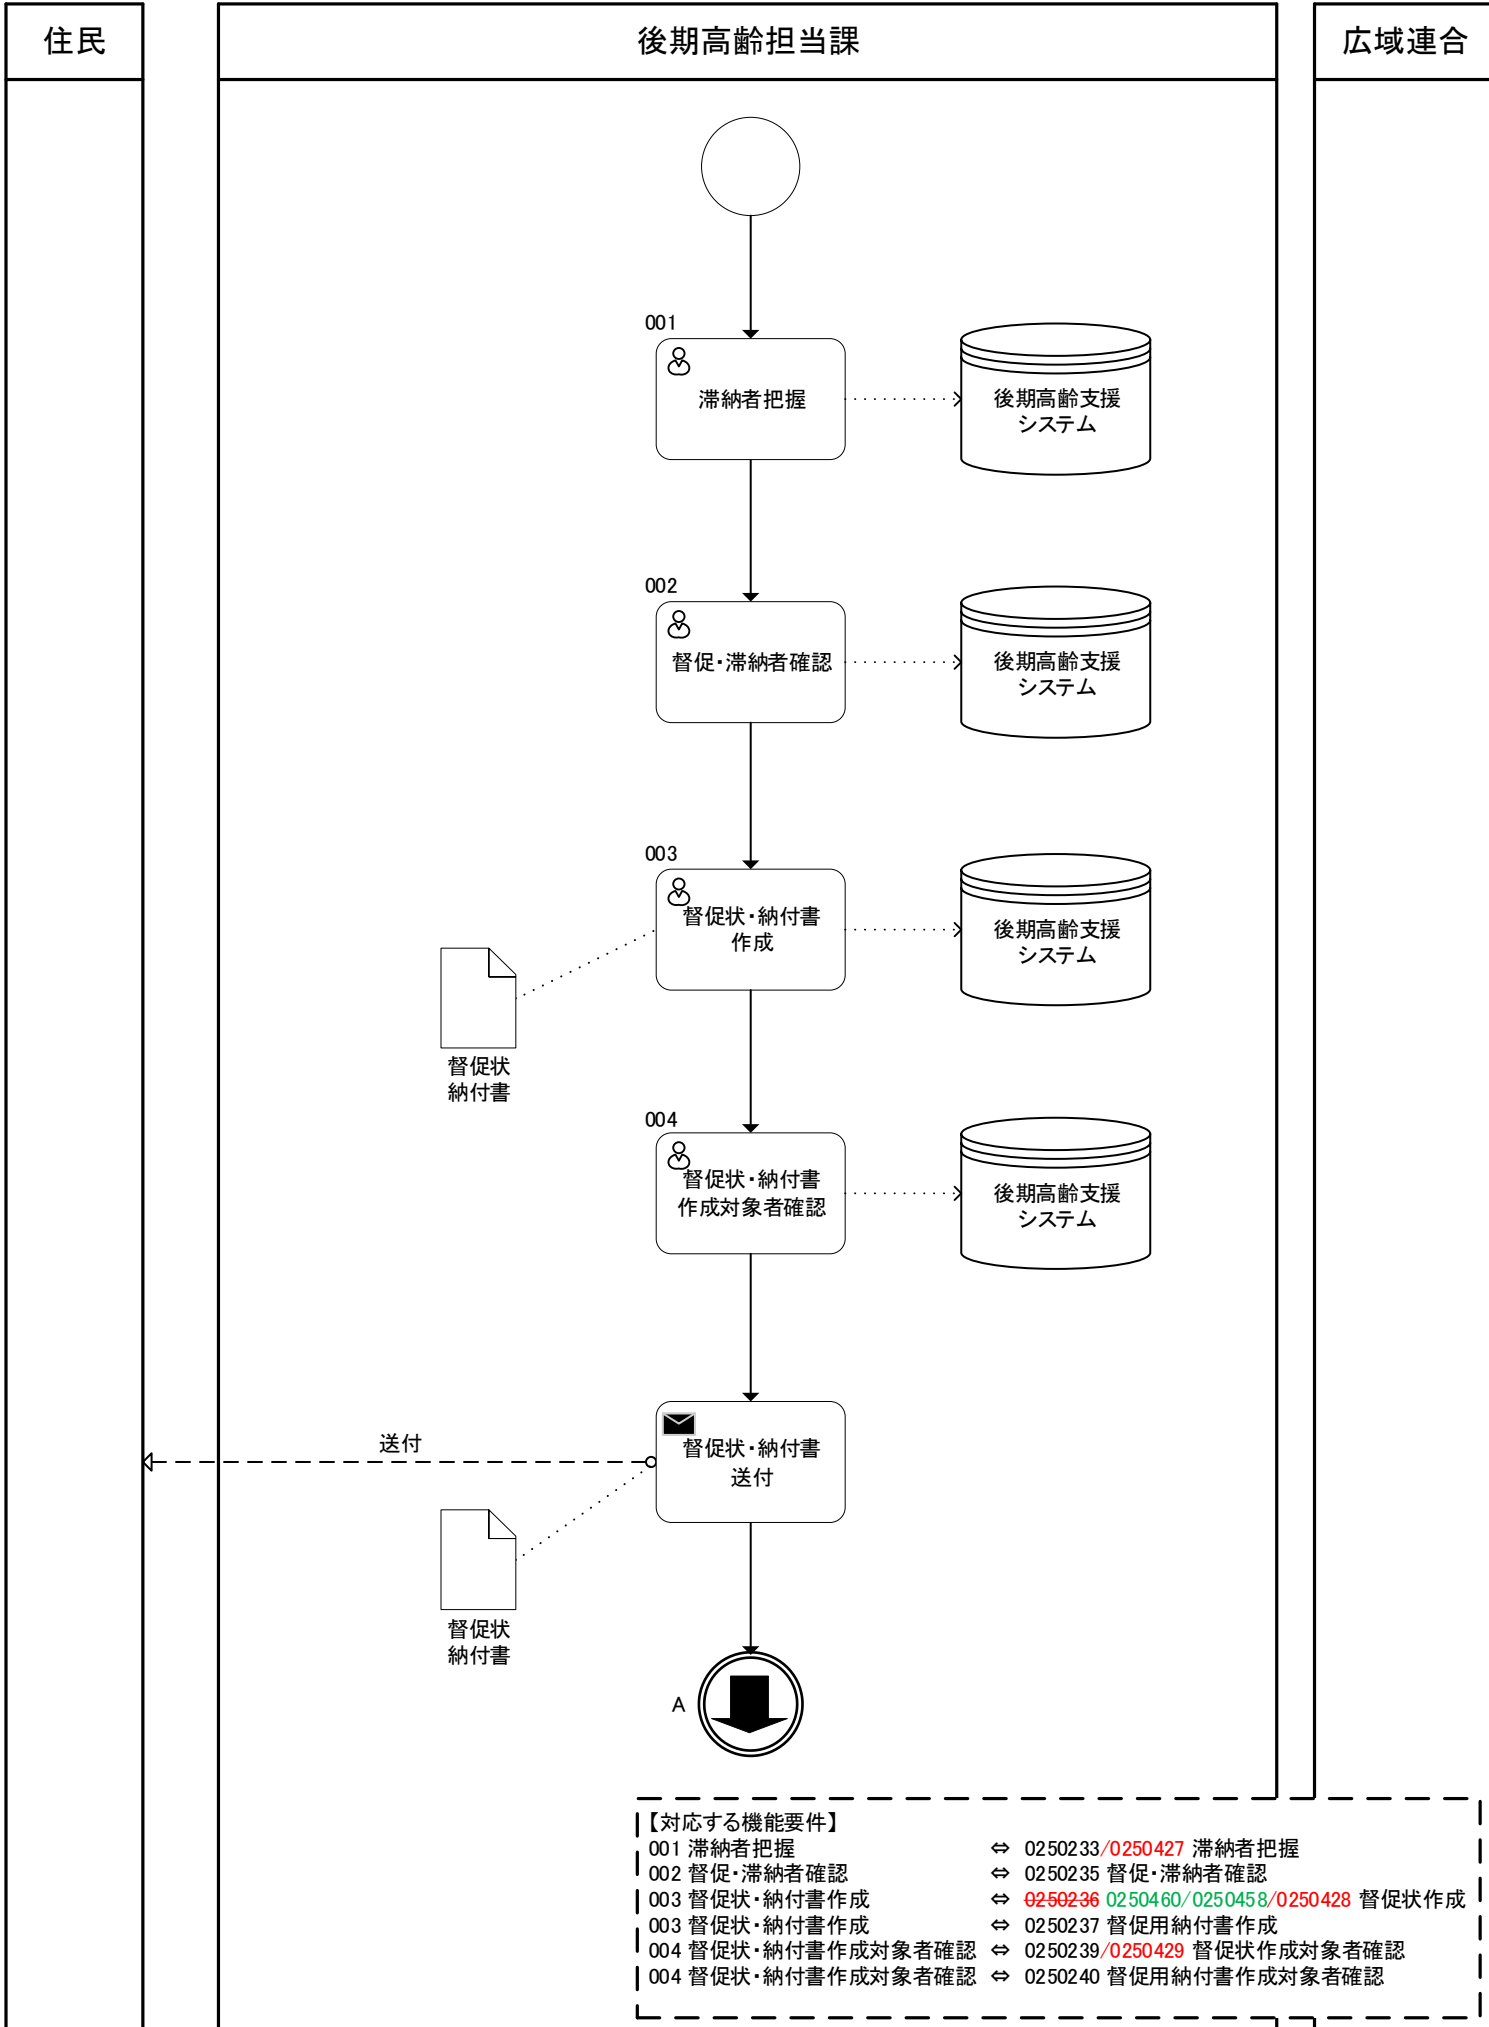 住民
後期高齢担当課
広域連合
001
滞納者把握
後期高齢支援
システム
002
督促・滞納者確認
後期高齢支援
システム
003
督促状・納付書
作成
後期高齢支援
システム
督促状
納付書
004
督促状・納付書
作成対象者確認
後期高齢支援
システム
送付
督促状・納付書
送付
督促状
納付書
A
【対応する機能要件】
001 滞納者把握 ⇔ 0250233/0250427 滞納者把握
002 督促・滞納者確認 ⇔ 0250235 督促・滞納者確認
003 督促状・納付書作成 ⇔ 0250236 0250460/0250458/0250428 督促状作成
003 督促状・納付書作成 ⇔ 0250237 督促用納付書作成
004 督促状・納付書作成対象者確認 ⇔ 0250239/0250429 督促状作成対象者確認
004 督促状・納付書作成対象者確認 ⇔ 0250240 督促用納付書作成対象者確認